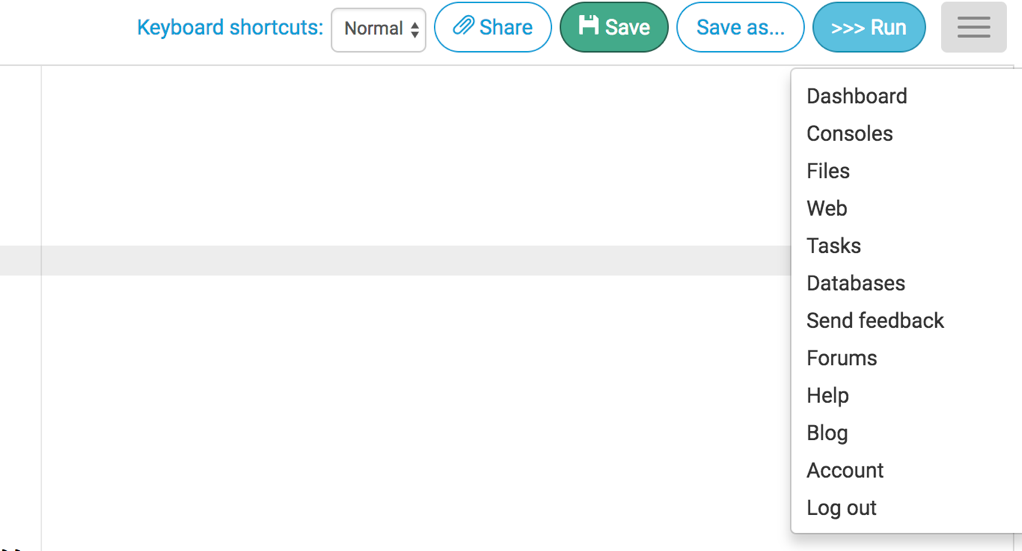 Keyboard shortcuts: Normal Share Save Save as... >>> Run
Dashboard
Consoles
Files
Web
Tasks
Databases
Send feedback
Forums
Help
Blog
Account
Log out